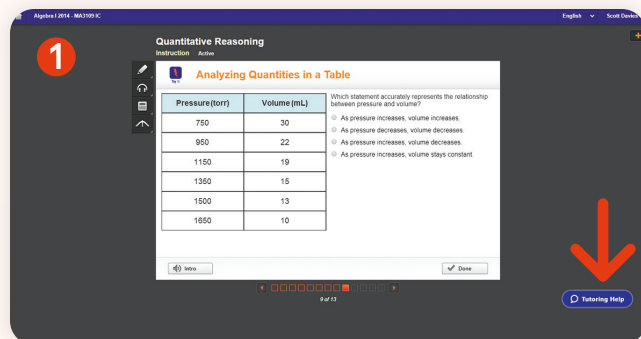 Algebra I 2014 - MA3109 IC
English
Scott Davies
1
Quantitative Reasoning
Instruction Active
Try It
Analyzing Quantities in a Table
Pressure (torr) Volume (mL)
750 30
950 22
1150 19
1350 15
1500 13
1650 10
Which statement accurately represents the relationship
between pressure and volume?
As pressure increases, volume increases.
As pressure decreases, volume decreases.
As pressure increases, volume decreases.
As pressure increases, volume stays constant.
Intro
Done
9 of 13
Tutoring Help